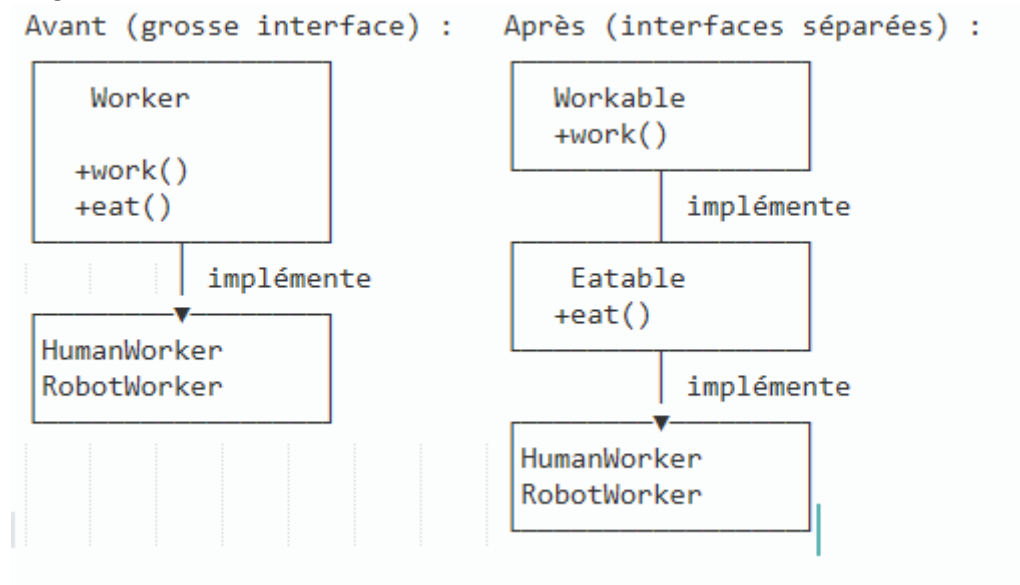 Avant (grosse interface) :
Worker
+work()
+eat()
implémente
HumanWorker
RobotWorker
Après (interfaces séparées) :
Workable
+work()
implémente
Eatable
+eat()
implémente
HumanWorker
RobotWorker